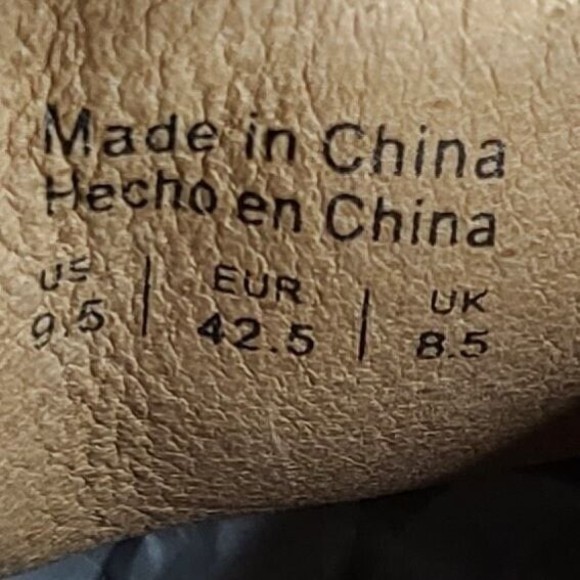 Made in China
Hecho en China
US | EUR | UK
9.5 | 42.5 | 8.5